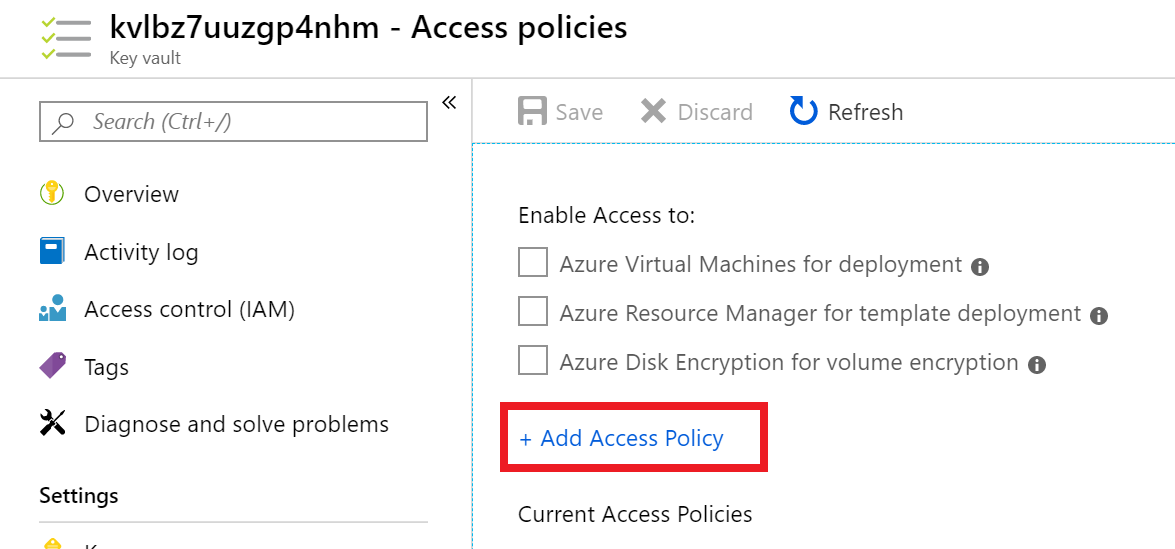 kvlbz7uuzgp4nhm - Access policies
Key vault
Search (Ctrl+/)
«
Overview
Activity log
Access control (IAM)
Tags
Diagnose and solve problems
Settings
Save Discard Refresh
Enable Access to:
Azure Virtual Machines for deployment
Azure Resource Manager for template deployment
Azure Disk Encryption for volume encryption
+ Add Access Policy
Current Access Policies